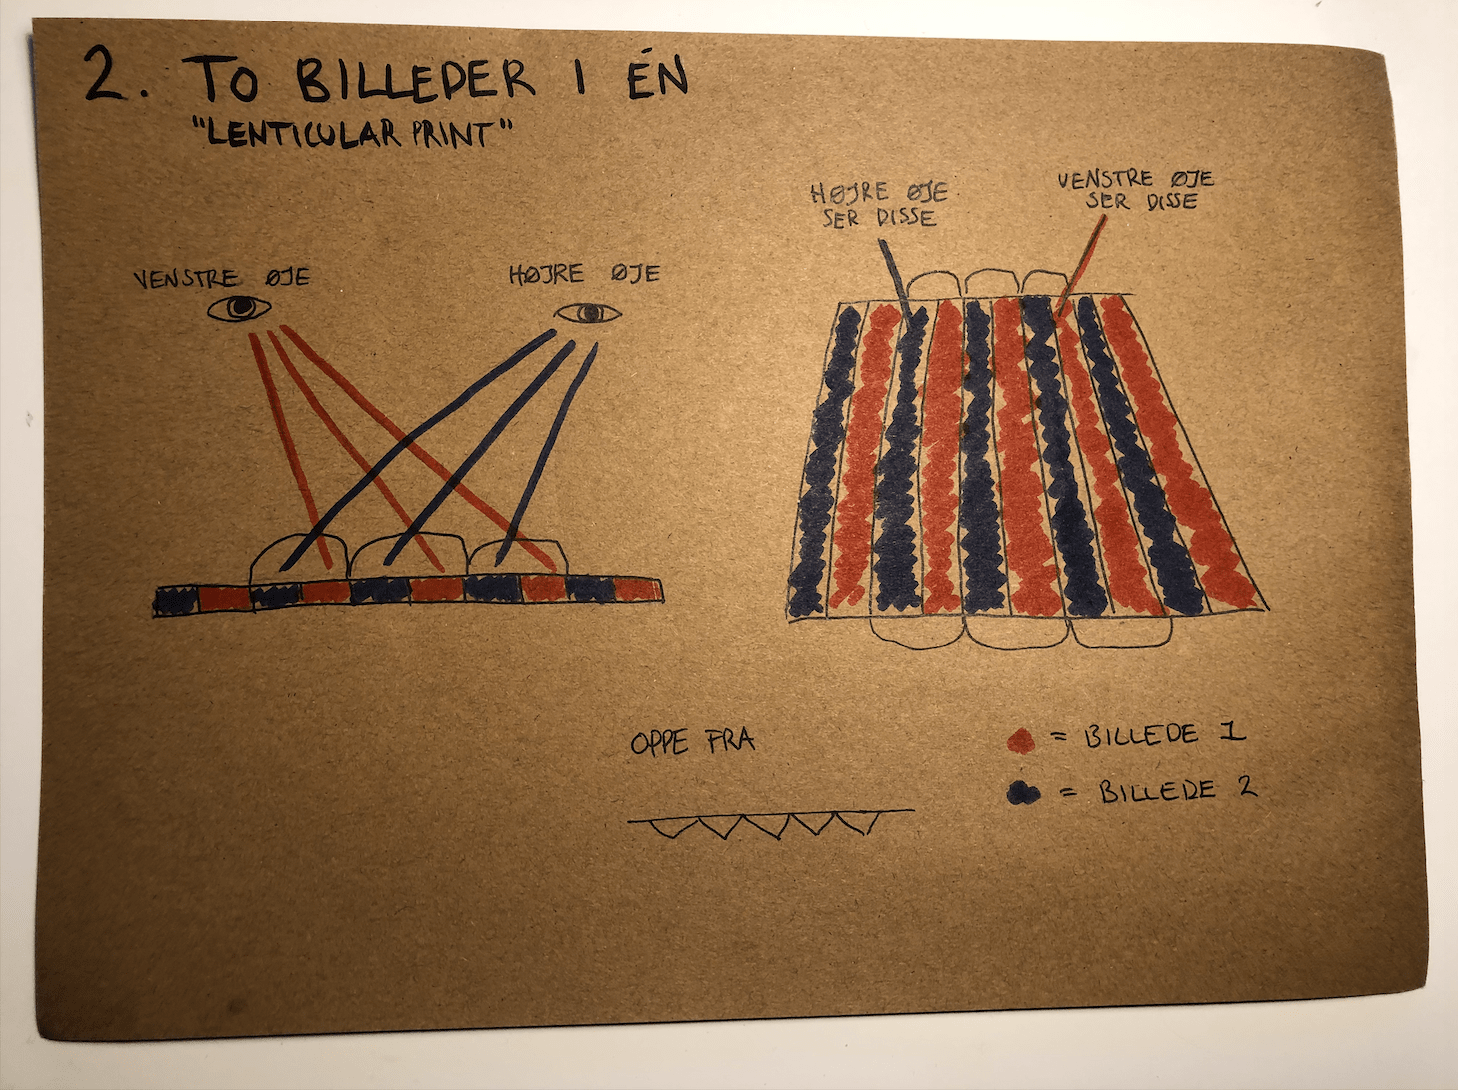 2. TO BILLEDER I ÉN
"LENTICULAR PRINT"
VENSTRE ØJE
HØJRE ØJE
HØJRE ØJE
SER DISSE
VENSTRE ØJE
SER DISSE
OPPE FRA
= BILLEDE 1
= BILLEDE 2